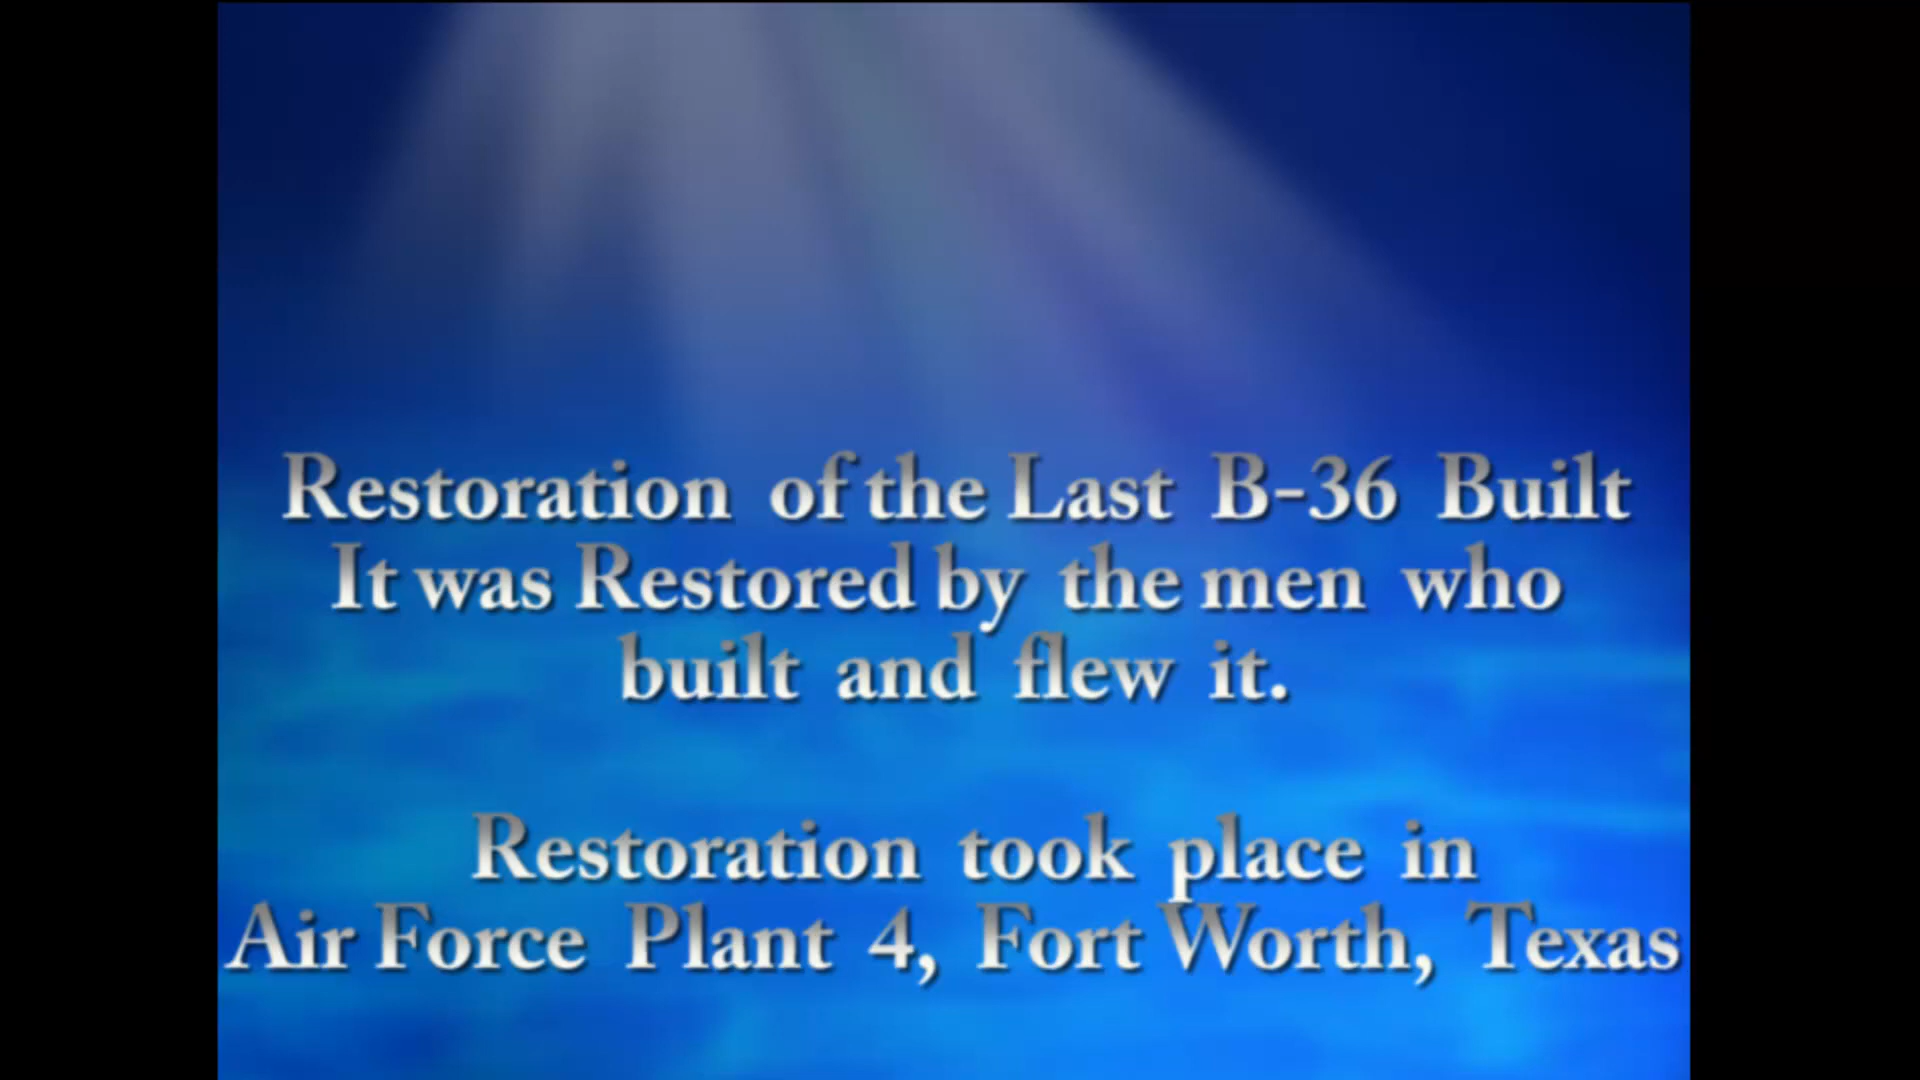 Restoration of the Last B-36 Built
It was Restored by the men who
built and flew it.
Restoration took place in
Air Force Plant 4, Fort Worth, Texas